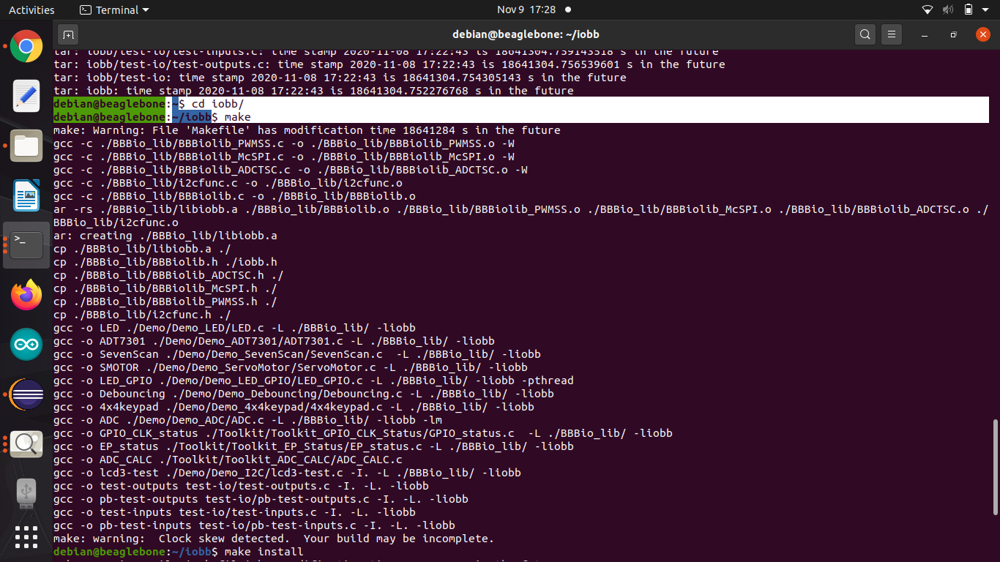 Activities
Terminal
Nov 9 17:28
debian@beaglebone: ~/iobb
tar: iobb/test-io/test-inputs.c: time stamp 2020-11-08 17:22:43 is 18641304.759143518 s in the future
tar: iobb/test-io/test-outputs.c: time stamp 2020-11-08 17:22:43 is 18641304.756539601 s in the future
tar: iobb/test-io: time stamp 2020-11-08 17:22:43 is 18641304.754305143 s in the future
tar: iobb: time stamp 2020-11-08 17:22:43 is 18641304.752276768 s in the future
debian@beaglebone:~$ cd iobb/
debian@beaglebone:~/iobb$ make
make: Warning: File 'Makefile' has modification time 18641284 s in the future
gcc -c ./BBBio_lib/BBBiolib_PWMSS.c -o ./BBBio_lib/BBBiolib_PWMSS.o -W
gcc -c ./BBBio_lib/BBBiolib_McSPI.c -o ./BBBio_lib/BBBiolib_McSPI.o -W
gcc -c ./BBBio_lib/BBBiolib_ADCTSC.c -o ./BBBio_lib/BBBiolib_ADCTSC.o -W
gcc -c ./BBBio_lib/i2cfunc.c -o ./BBBio_lib/i2cfunc.o
gcc -c ./BBBio_lib/BBBiolib.c -o ./BBBio_lib/BBBiolib.o
ar -rs ./BBBio_lib/libiobb.a ./BBBio_lib/BBBiolib.o ./BBBio_lib/BBBiolib_PWMSS.o ./BBBio_lib/BBBiolib_McSPI.o ./BBBio_lib/BBBiolib_ADCTSC.o ./
BBBio_lib/i2cfunc.o
ar: creating ./BBBio_lib/libiobb.a
cp ./BBBio_lib/libiobb.a ./
cp ./BBBio_lib/BBBiolib.h ./iobb.h
cp ./BBBio_lib/BBBiolib_ADCTSC.h ./
cp ./BBBio_lib/BBBiolib_McSPI.h ./
cp ./BBBio_lib/BBBiolib_PWMSS.h ./
cp ./BBBio_lib/i2cfunc.h ./
gcc -o LED ./Demo/Demo_LED/LED.c -L ./BBBio_lib/ -liobb
gcc -o ADT7301 ./Demo/Demo_ADT7301/ADT7301.c -L ./BBBio_lib/ -liobb
gcc -o SevenScan ./Demo/Demo_SevenScan/SevenScan.c  -L ./BBBio_lib/ -liobb
gcc -o SMOTOR ./Demo/Demo_ServoMotor/ServoMotor.c -L ./BBBio_lib/ -liobb
gcc -o LED_GPIO ./Demo/Demo_LED_GPIO/LED_GPIO.c -L ./BBBio_lib/ -liobb -pthread
gcc -o Debouncing ./Demo/Demo_Debouncing/Debouncing.c -L ./BBBio_lib/ -liobb
gcc -o 4x4keypad ./Demo/Demo_4x4keypad/4x4keypad.c -L ./BBBio_lib/ -liobb
gcc -o ADC ./Demo/Demo_ADC/ADC.c -L ./BBBio_lib/ -liobb -lm
gcc -o GPIO_CLK_status ./Toolkit/Toolkit_GPIO_CLK_Status/GPIO_status.c  -L ./BBBio_lib/ -liobb
gcc -o EP_status ./Toolkit/Toolkit_EP_Status/EP_status.c -L ./BBBio_lib/ -liobb
gcc -o ADC_CALC ./Toolkit/Toolkit_ADC_CALC/ADC_CALC.c
gcc -o lcd3-test ./Demo/Demo_I2C/lcd3-test.c -I. -L ./BBBio_lib/ -liobb
gcc -o test-outputs test-io/test-outputs.c -I. -L. -liobb
gcc -o pb-test-outputs test-io/pb-test-outputs.c -I. -L. -liobb
gcc -o test-inputs test-io/test-inputs.c -I. -L. -liobb
gcc -o pb-test-inputs test-io/pb-test-inputs.c -I. -L. -liobb
make: warning:  Clock skew detected.  Your build may be incomplete.
debian@beaglebone:~/iobb$ make install